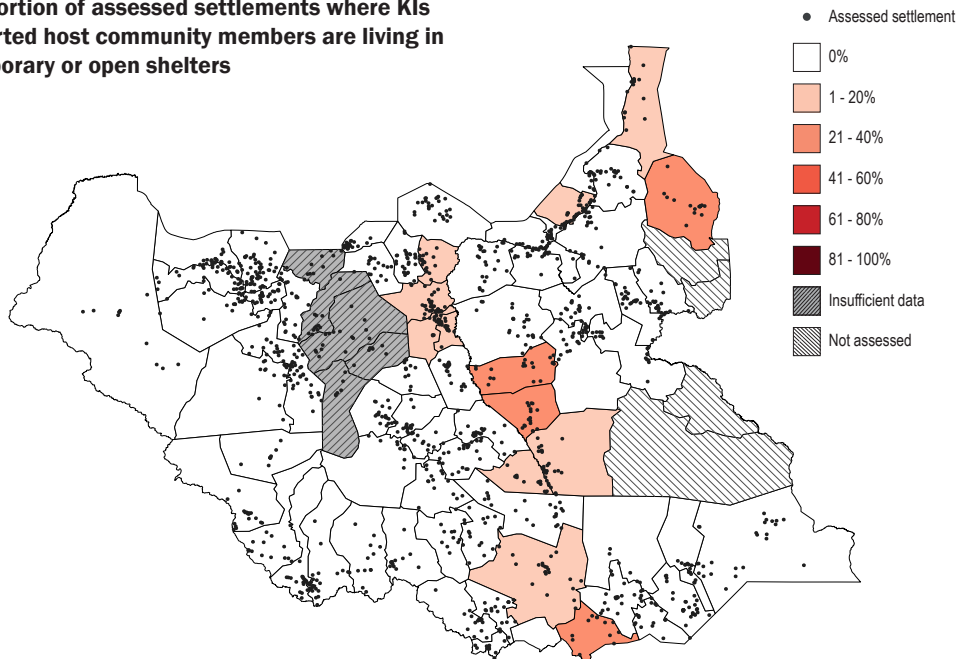 ortion of assessed settlements where KIs
rted host community members are living in
porary or open shelters
Assessed settlement
0%
1 - 20%
21 - 40%
41 - 60%
61 - 80%
81 - 100%
Insufficient data
Not assessed